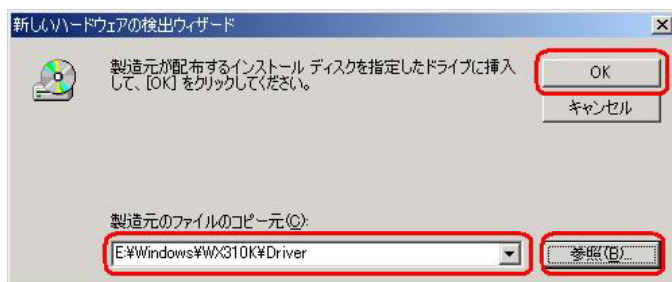 新しいハードウェアの検出ウィザード
製造元が配布するインストール ディスクを指定したドライブに挿入
して、[OK] をクリックしてください。
OK
キャンセル
製造元のファイルのコピー元(C):
E:¥Windows¥WX310K¥Driver
参照(B)...